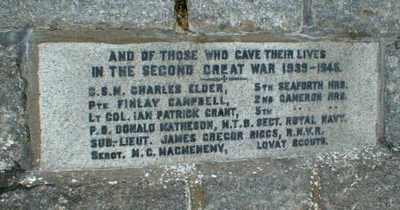 AND OF THOSE WHO GAVE THEIR LIVES
IN THE SECOND GREAT WAR 1939-1945.
C.S.M. CHARLES ELDER, 5TH SEAFORTH HRS.
PTE FINLAY CAMPBELL, 2ND CAMERON HRS.
LT COL. IAN PATRICK GRANT, 5TH " "
P.O. DONALD MATHESON, M.T.B. SECT. ROYAL NAVY.
SUB-LIEUT. JAMES GREGOR RIGGS, R.N.V.R.
SERGT. M.C. MACMENEMY, LOVAT SCOUTS.